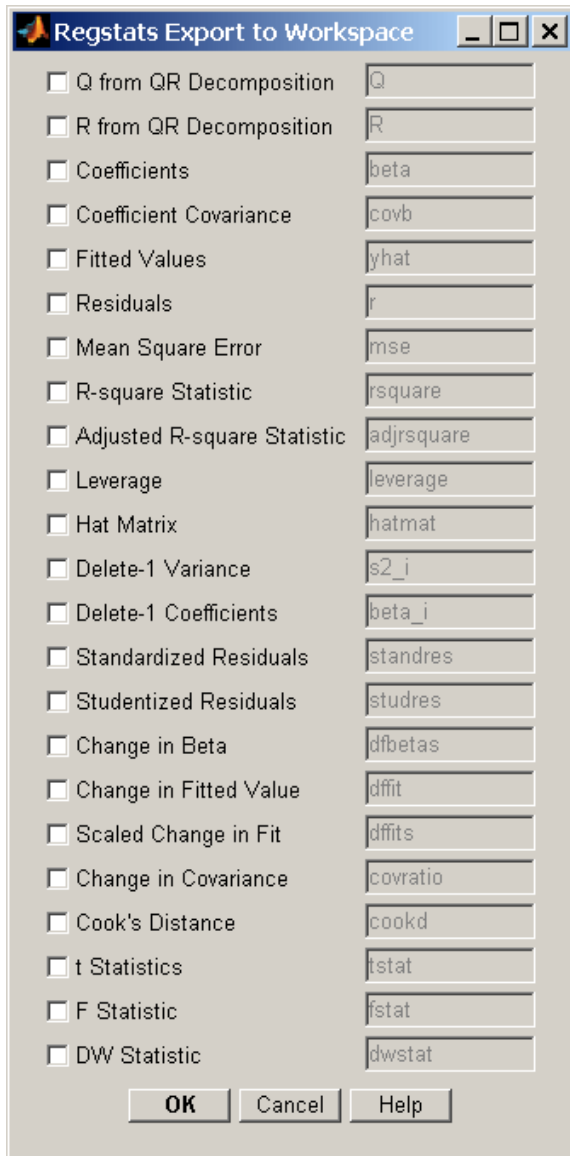 Regstats Export to Workspace
Q from QR Decomposition Q
R from QR Decomposition R
Coefficients beta
Coefficient Covariance covb
Fitted Values yhat
Residuals r
Mean Square Error mse
R-square Statistic rsquare
Adjusted R-square Statistic adjrsquare
Leverage leverage
Hat Matrix hatmat
Delete-1 Variance s2_i
Delete-1 Coefficients beta_i
Standardized Residuals standres
Studentized Residuals studres
Change in Beta dfbetas
Change in Fitted Value dffit
Scaled Change in Fit dffits
Change in Covariance covratio
Cook's Distance cookd
t Statistics tstat
F Statistic fstat
DW Statistic dwstat
OK Cancel Help